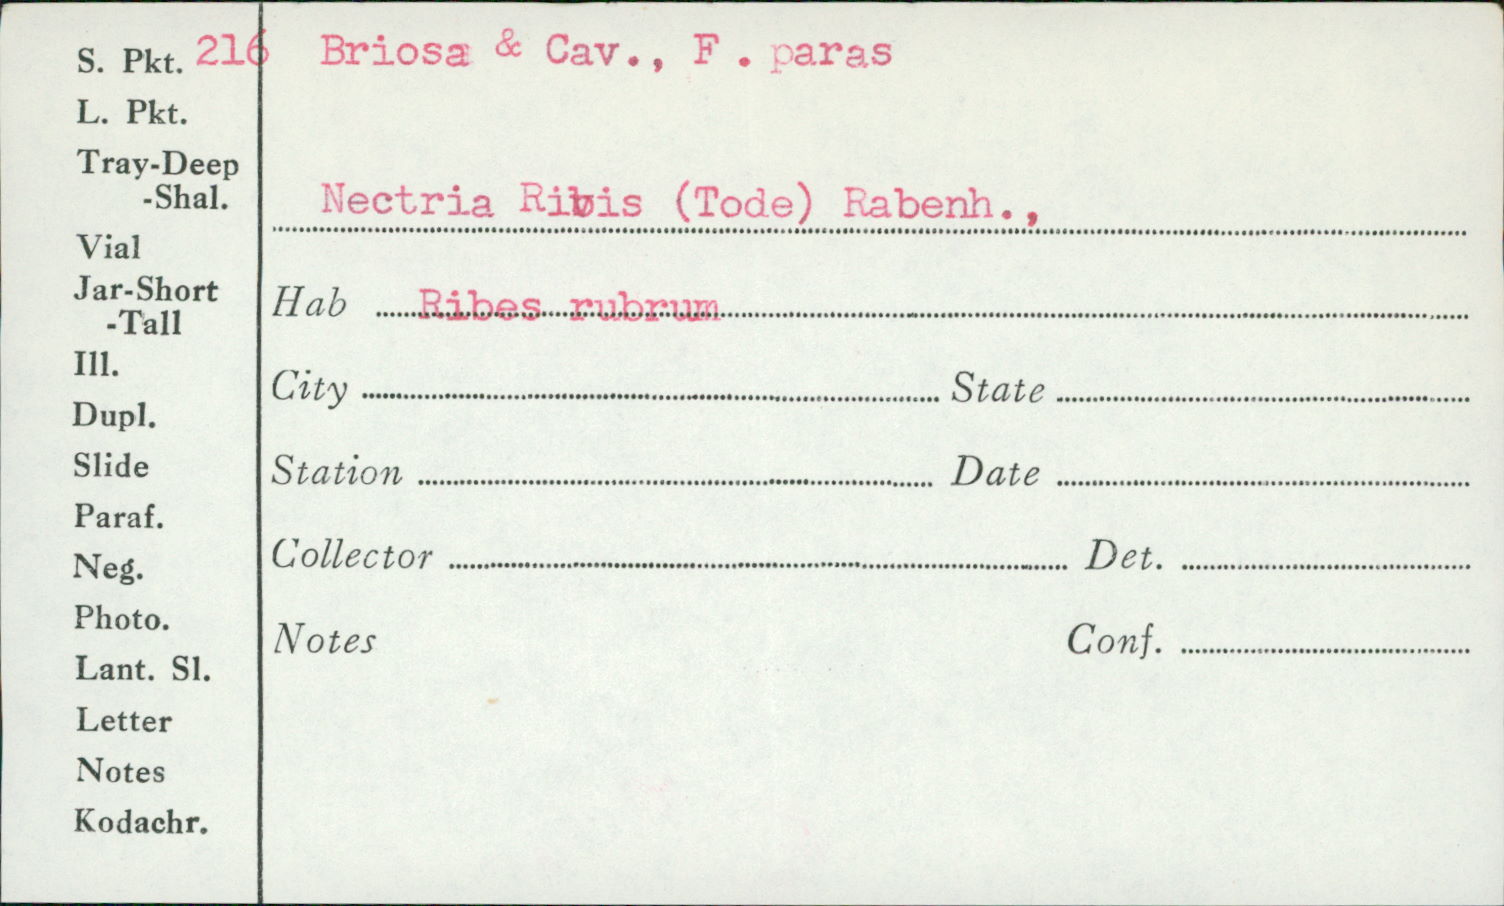 S. Pkt. 216 Briosa & Cav., F. paras
L. Pkt.
Tray-Deep
-Shal.
Nectria Ribis (Tode) Rabenh.,
Vial
Jar-Short
-Tall
Hab Ribes rubrum
Ill.
City State
Dupl.
Slide
Station Date
Paraf.
Neg.
Collector Det.
Photo.
Notes Conf.
Lant. Sl.
Letter
Notes
Kodachr.